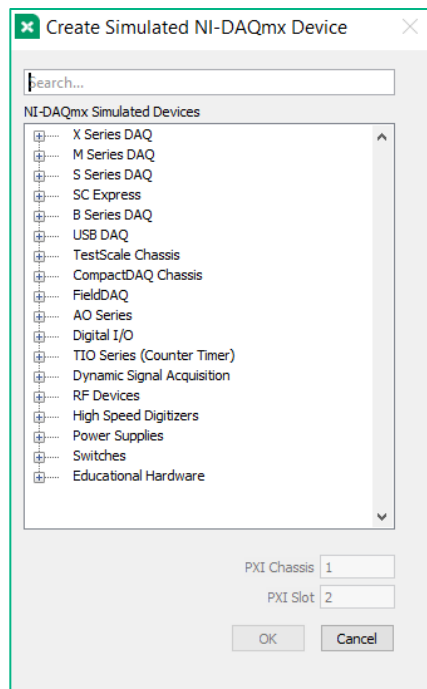 Create Simulated NI-DAQmx Device
Search...
NI-DAQmx Simulated Devices
X Series DAQ
M Series DAQ
S Series DAQ
SC Express
B Series DAQ
USB DAQ
TestScale Chassis
CompactDAQ Chassis
FieldDAQ
AO Series
Digital I/O
TIO Series (Counter Timer)
Dynamic Signal Acquisition
RF Devices
High Speed Digitizers
Power Supplies
Switches
Educational Hardware
PXI Chassis 1
PXI Slot 2
OK Cancel